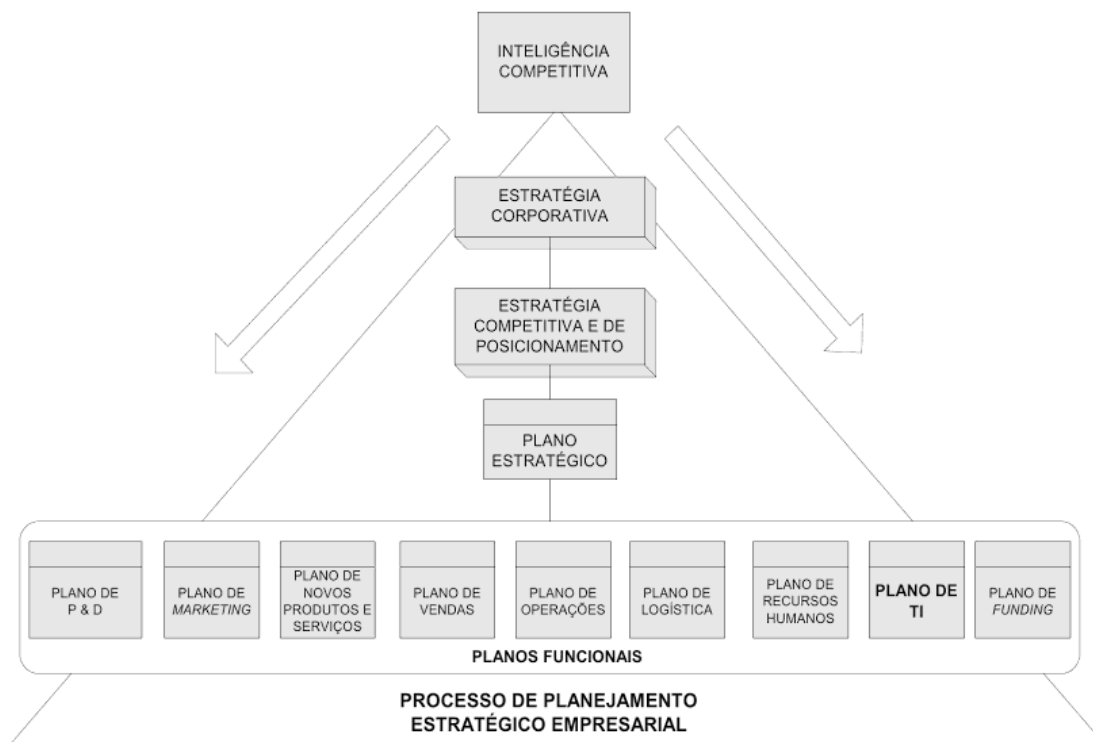 INTELIGÊNCIA
COMPETITIVA
ESTRATÉGIA
CORPORATIVA
ESTRATÉGIA
COMPETITIVA E DE
POSICIONAMENTO
PLANO
ESTRATÉGICO
PLANO DE
P & D
PLANO DE
MARKETING
PLANO DE
NOVOS
PRODUTOS E
SERVIÇOS
PLANO DE
VENDAS
PLANO DE
OPERAÇÕES
PLANO DE
LOGÍSTICA
PLANO DE
RECURSOS
HUMANOS
PLANO DE
TI
PLANO DE
FUNDING
PLANOS FUNCIONAIS
PROCESSO DE PLANEJAMENTO
ESTRATÉGICO EMPRESARIAL